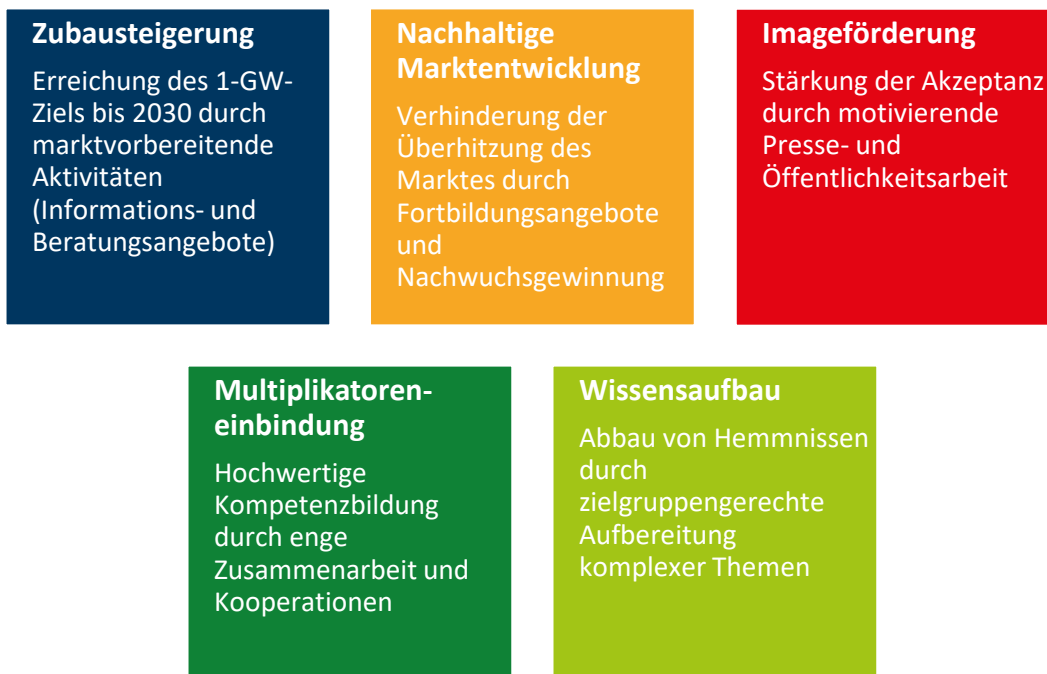 Zubausteigerung
Erreichung des 1-GW-
Ziels bis 2030 durch
marktvorbereitende
Aktivitäten
(Informations- und
Beratungsangebote)
Nachhaltige
Marktentwicklung
Verhinderung der
Überhitzung des
Marktes durch
Fortbildungsangebote
und
Nachwuchsgewinnung
Imageförderung
Stärkung der Akzeptanz
durch motivierende
Presse- und
Öffentlichkeitsarbeit
Multiplikatoren-
einbindung
Hochwertige
Kompetenzbildung
durch enge
Zusammenarbeit und
Kooperationen
Wissensaufbau
Abbau von Hemmnissen
durch
zielgruppengerechte
Aufbereitung
komplexer Themen